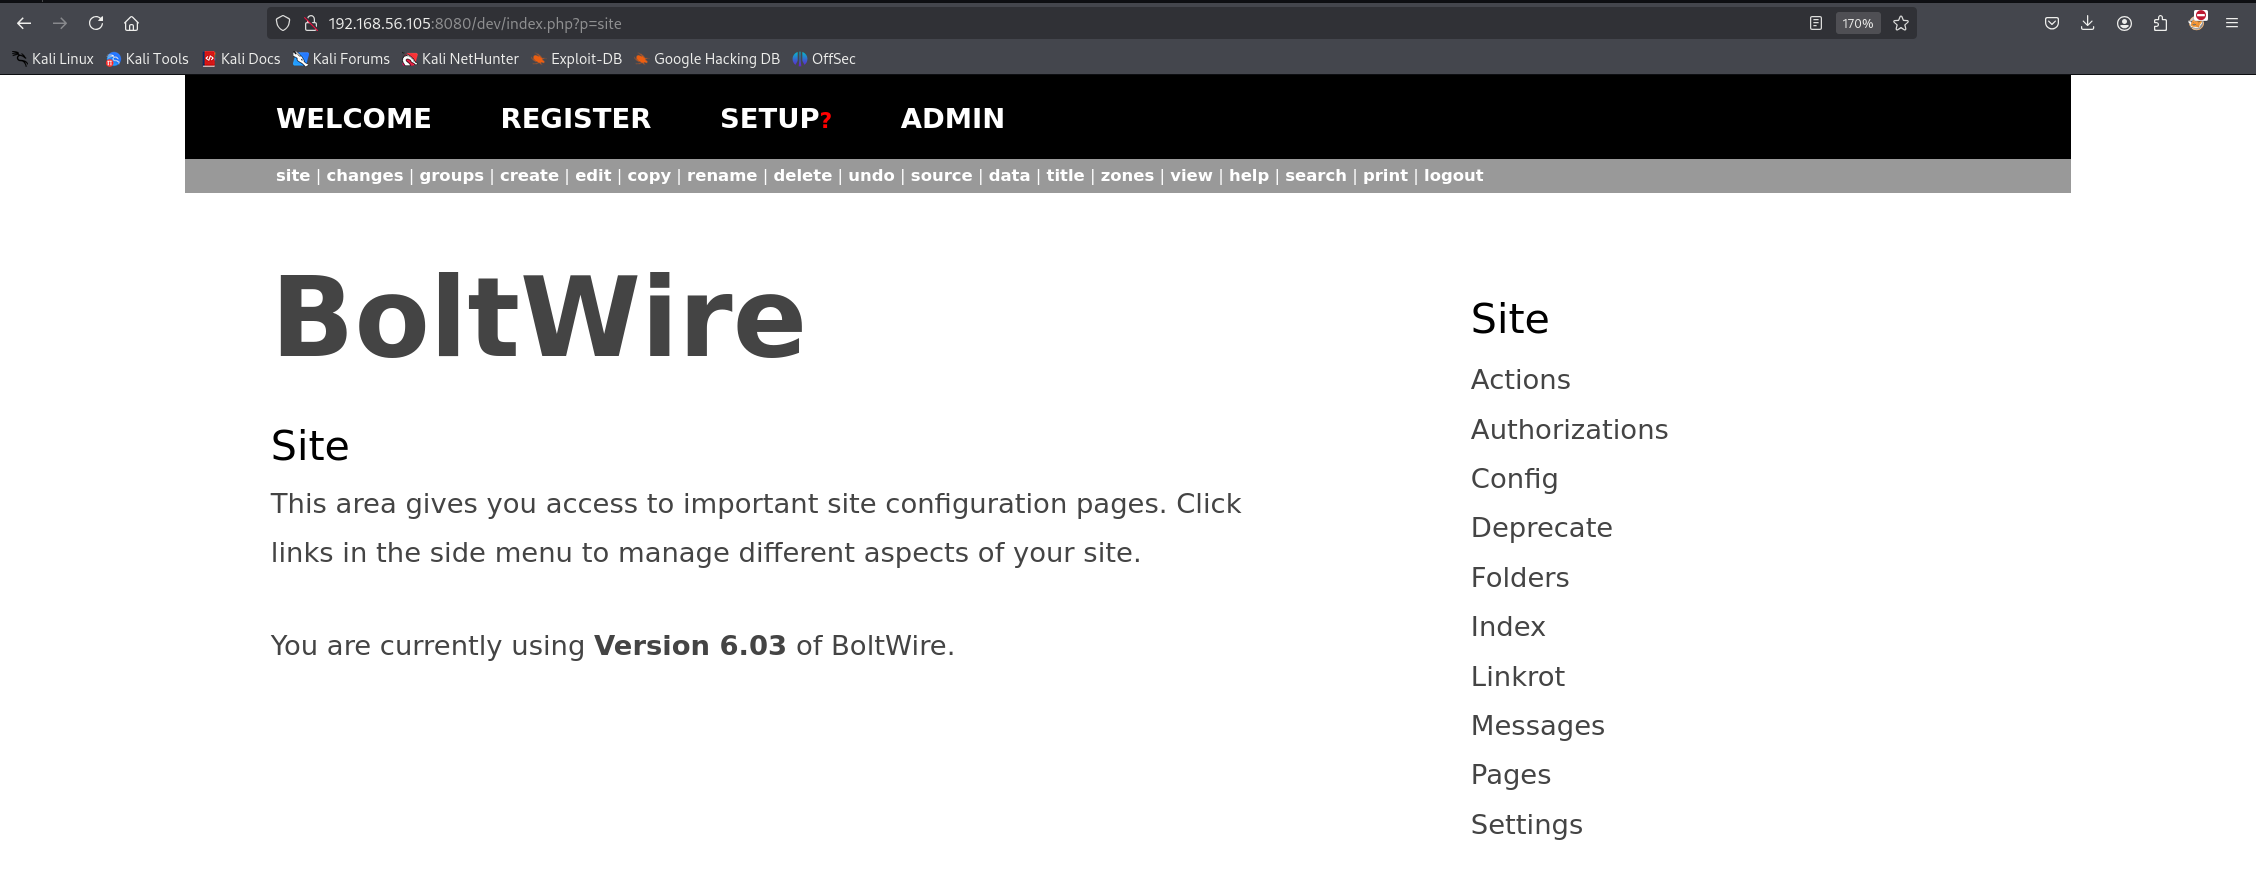 192.168.56.105:8080/dev/index.php?p=site
170%
Kali Linux Kali Tools Kali Docs Kali Forums Kali NetHunter Exploit-DB Google Hacking DB OffSec
WELCOME REGISTER SETUP? ADMIN
site | changes | groups | create | edit | copy | rename | delete | undo | source | data | title | zones | view | help | search | print | logout
BoltWire
Site
This area gives you access to important site configuration pages. Click
links in the side menu to manage different aspects of your site.
You are currently using Version 6.03 of BoltWire.
Site
Actions
Authorizations
Config
Deprecate
Folders
Index
Linkrot
Messages
Pages
Settings